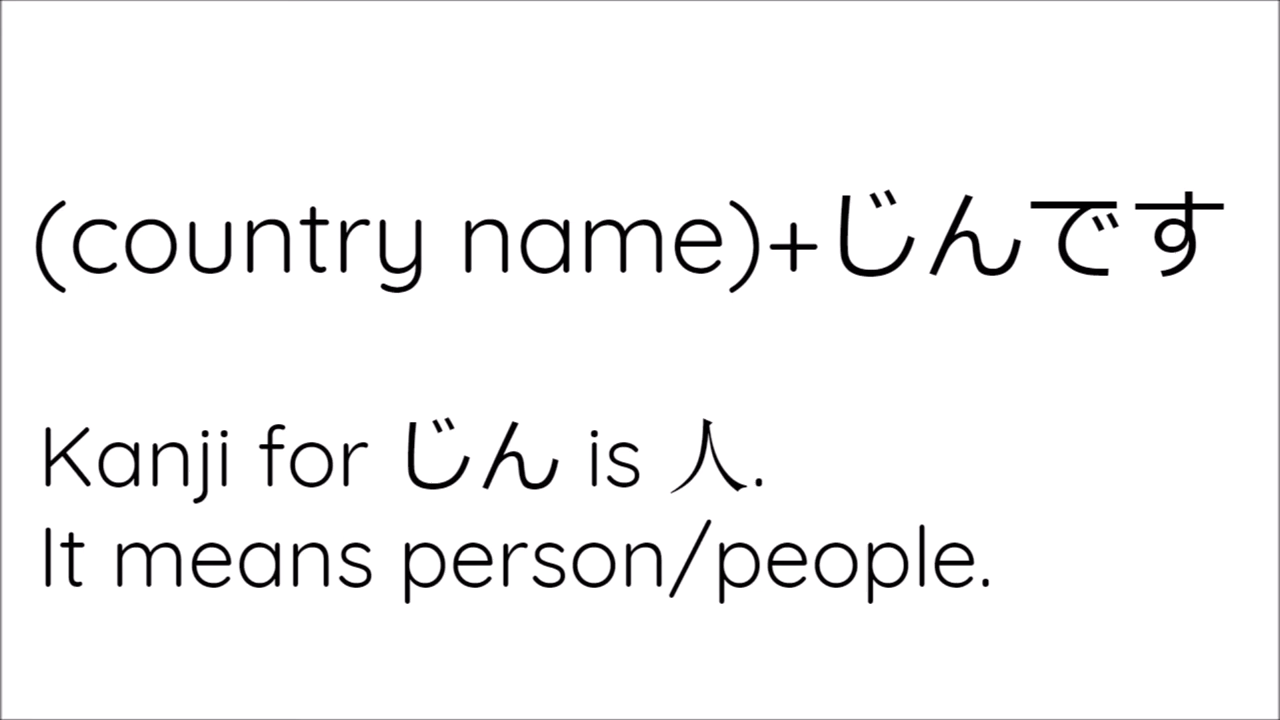 (country name)+じんです
Kanji for じん is 人.
It means person/people.